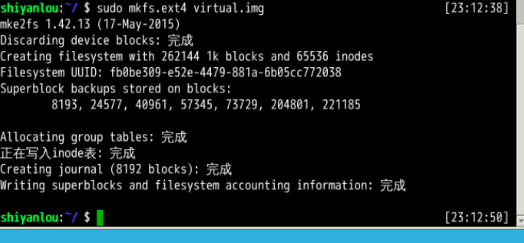 shiyanlou:~/ $ sudo mkfs.ext4 virtual.img [23:12:38]
mke2fs 1.42.13 (17-May-2015)
Discarding device blocks: 完成
Creating filesystem with 262144 1k blocks and 65536 inodes
Filesystem UUID: fb0be309-e52e-4479-881a-6b05cc772038
Superblock backups stored on blocks:
8193, 24577, 40961, 57345, 73729, 204801, 221185
Allocating group tables: 完成
正在写入inode表: 完成
Creating journal (8192 blocks): 完成
Writing superblocks and filesystem accounting information: 完成
shiyanlou:~/ $ [23:12:50]